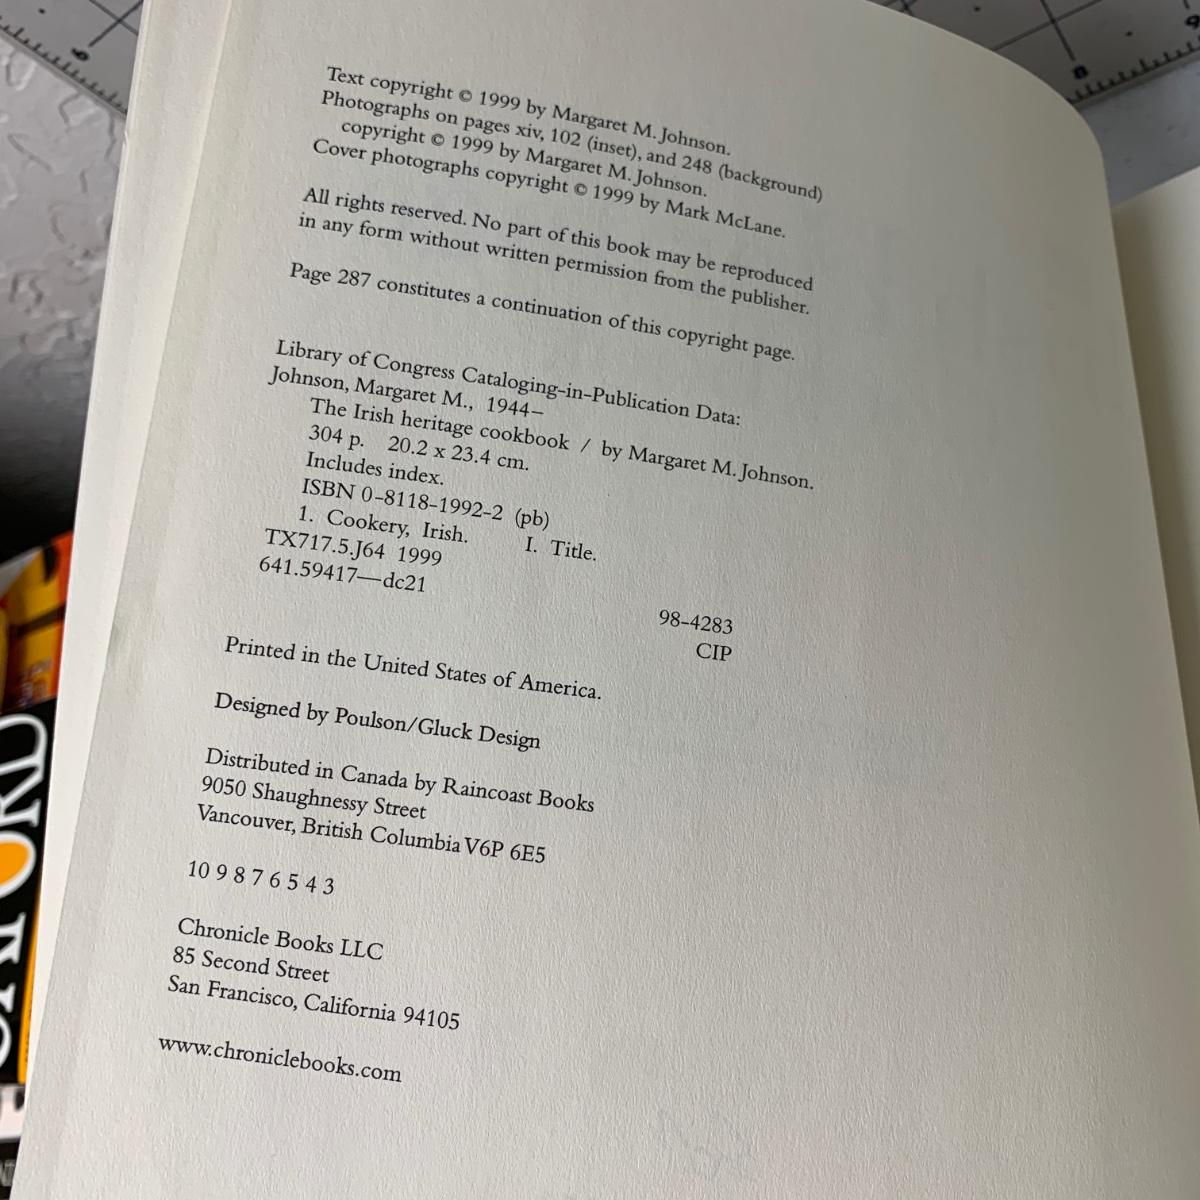 Text copyright © 1999 by Margaret M. Johnson.
Photographs on pages xiv, 102 (inset), and 248 (background)
copyright © 1999 by Margaret M. Johnson.
Cover photographs copyright © 1999 by Mark McLane.
All rights reserved. No part of this book may be reproduced
in any form without written permission from the publisher.
Page 287 constitutes a continuation of this copyright page.
Library of Congress Cataloging-in-Publication Data:
Johnson, Margaret M., 1944–
The Irish heritage cookbook / by Margaret M. Johnson.
304 p. 20.2 x 23.4 cm.
Includes index.
ISBN 0-8118-1992-2 (pb)
1. Cookery, Irish. I. Title.
TX717.5.J64 1999
641.59417—dc21
98-4283
CIP
Printed in the United States of America.
Designed by Poulson/Gluck Design
Distributed in Canada by Raincoast Books
9050 Shaughnessy Street
Vancouver, British Columbia V6P 6E5
10 9 8 7 6 5 4 3
Chronicle Books LLC
85 Second Street
San Francisco, California 94105
www.chroniclebooks.com
8